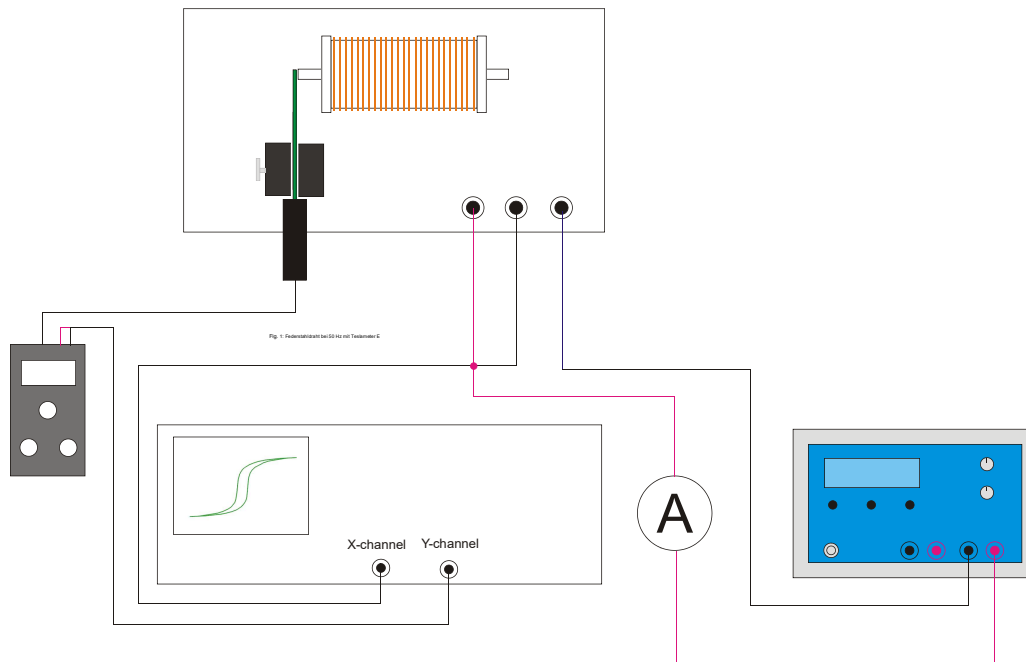 Fig. 1: Federstahldraht bei 50 Hz mit Teslameter E
X-channel Y-channel
A